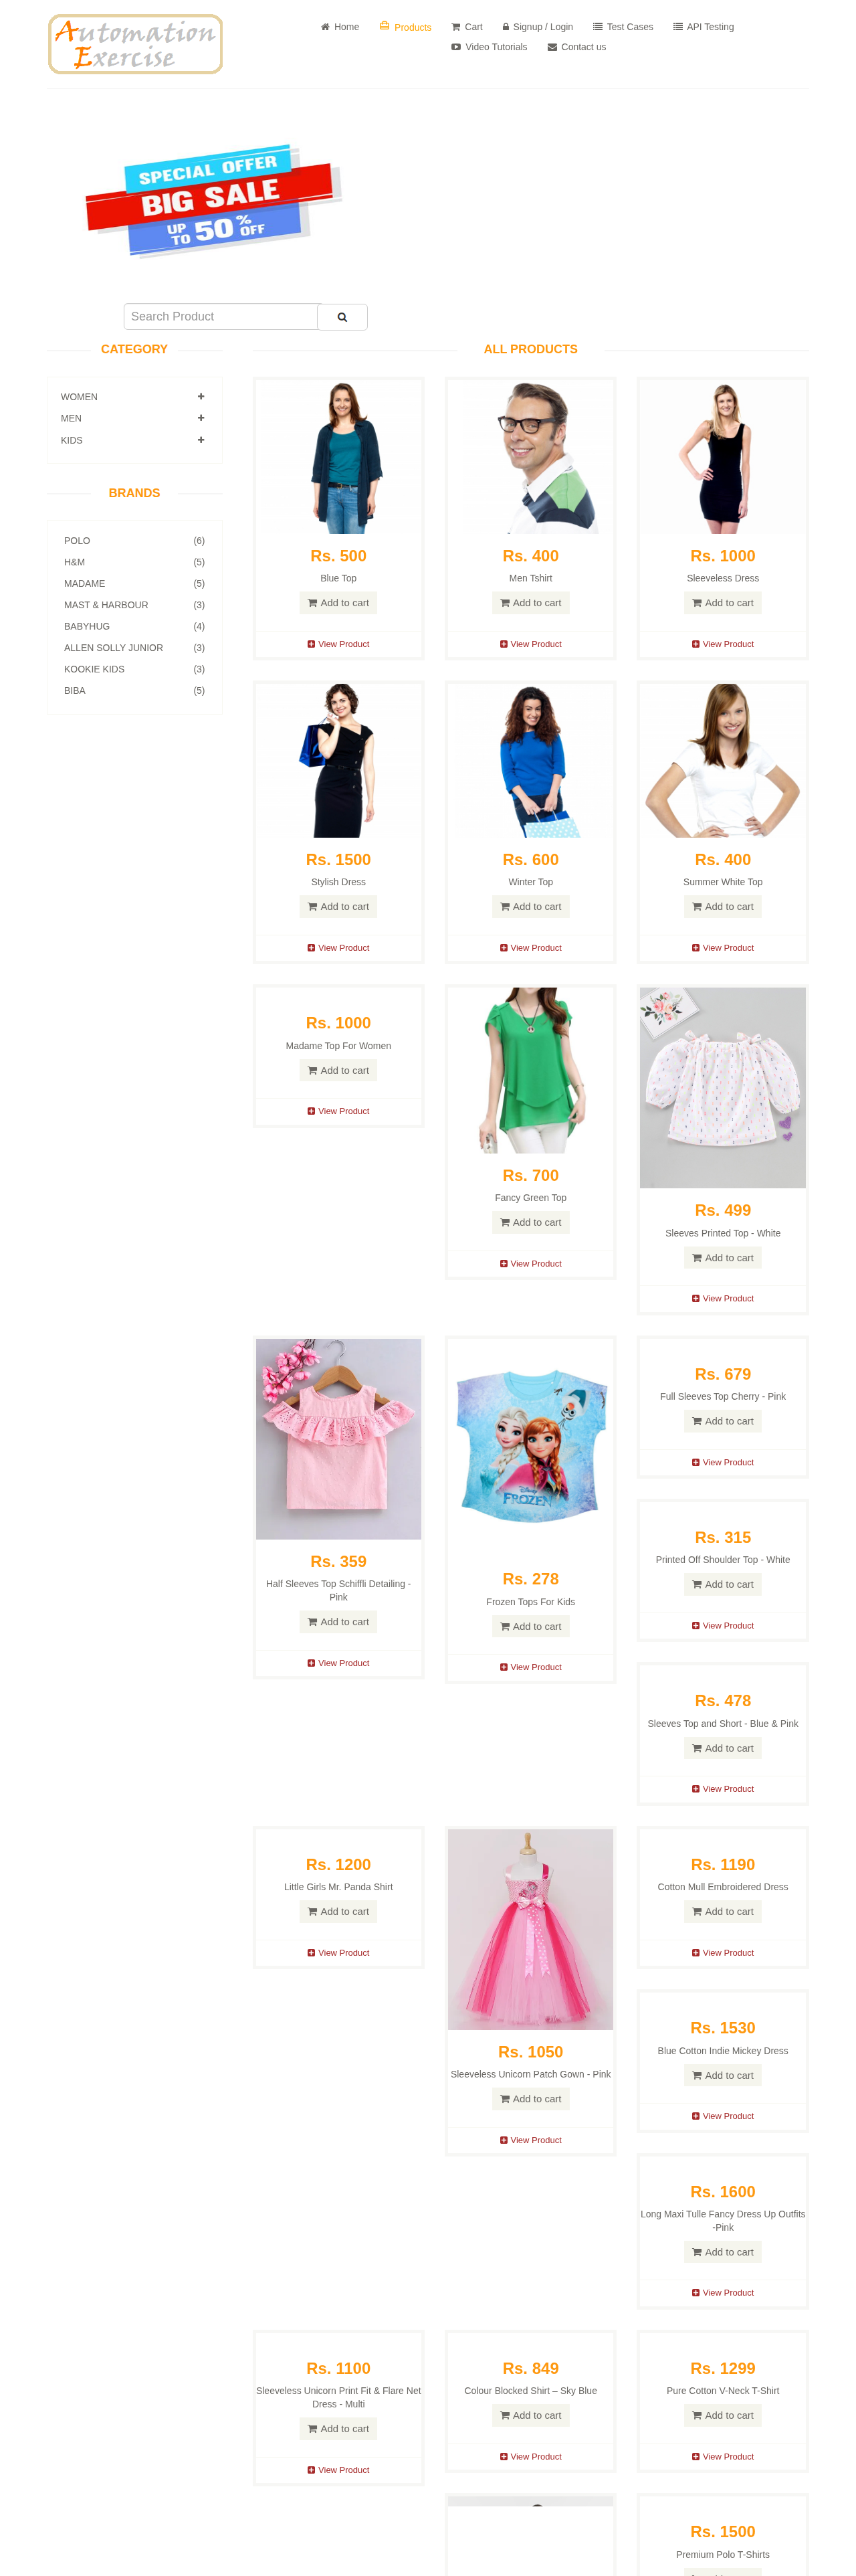 Automation
Exercise
Home
Products
Cart
Signup / Login
Test Cases
API Testing
Video Tutorials
Contact us
SPECIAL OFFER
BIG SALE
UP TO 50% OFF
Search Product
CATEGORY
WOMEN
MEN
KIDS
BRANDS
POLO (6)
H&M (5)
MADAME (5)
MAST & HARBOUR (3)
BABYHUG (4)
ALLEN SOLLY JUNIOR (3)
KOOKIE KIDS (3)
BIBA (5)
ALL PRODUCTS
Rs. 500
Blue Top
Add to cart
View Product
Rs. 400
Men Tshirt
Add to cart
View Product
Rs. 1000
Sleeveless Dress
Add to cart
View Product
Rs. 1500
Stylish Dress
Add to cart
View Product
Rs. 600
Winter Top
Add to cart
View Product
Rs. 400
Summer White Top
Add to cart
View Product
Rs. 1000
Madame Top For Women
Add to cart
View Product
Rs. 700
Fancy Green Top
Add to cart
View Product
Rs. 499
Sleeves Printed Top - White
Add to cart
View Product
Rs. 359
Half Sleeves Top Schiffli Detailing -
Pink
Add to cart
View Product
Disney
FROZEN
Rs. 278
Frozen Tops For Kids
Add to cart
View Product
Rs. 679
Full Sleeves Top Cherry - Pink
Add to cart
View Product
Rs. 315
Printed Off Shoulder Top - White
Add to cart
View Product
Rs. 478
Sleeves Top and Short - Blue & Pink
Add to cart
View Product
Rs. 1200
Little Girls Mr. Panda Shirt
Add to cart
View Product
Rs. 1050
Sleeveless Unicorn Patch Gown - Pink
Add to cart
View Product
Rs. 1190
Cotton Mull Embroidered Dress
Add to cart
View Product
Rs. 1530
Blue Cotton Indie Mickey Dress
Add to cart
View Product
Rs. 1600
Long Maxi Tulle Fancy Dress Up Outfits
-Pink
Add to cart
View Product
Rs. 1100
Sleeveless Unicorn Print Fit & Flare Net
Dress - Multi
Add to cart
View Product
Rs. 849
Colour Blocked Shirt – Sky Blue
Add to cart
View Product
Rs. 1299
Pure Cotton V-Neck T-Shirt
Add to cart
View Product
Rs. 1500
Premium Polo T-Shirts